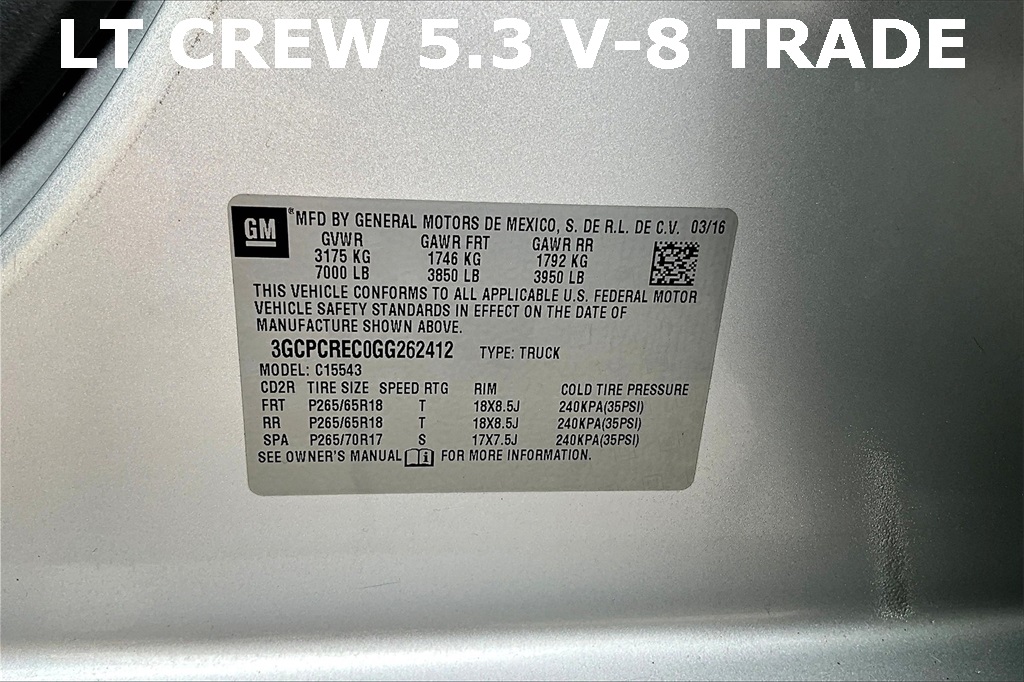 LT CREW 5.3 V-8 TRADE
GM ® MFD BY GENERAL MOTORS DE MEXICO, S. DE R.L. DE C.V. 03/16
GVWR GAWR FRT GAWR RR
3175 KG 1746 KG 1792 KG
7000 LB 3850 LB 3950 LB
THIS VEHICLE CONFORMS TO ALL APPLICABLE U.S. FEDERAL MOTOR
VEHICLE SAFETY STANDARDS IN EFFECT ON THE DATE OF
MANUFACTURE SHOWN ABOVE.
3GCPCREC0GG262412 TYPE: TRUCK
MODEL: C15543
CD2R TIRE SIZE SPEED RTG RIM COLD TIRE PRESSURE
FRT P265/65R18 T 18X8.5J 240KPA(35PSI)
RR P265/65R18 T 18X8.5J 240KPA(35PSI)
SPA P265/70R17 S 17X7.5J 240KPA(35PSI)
SEE OWNER'S MANUAL i FOR MORE INFORMATION.